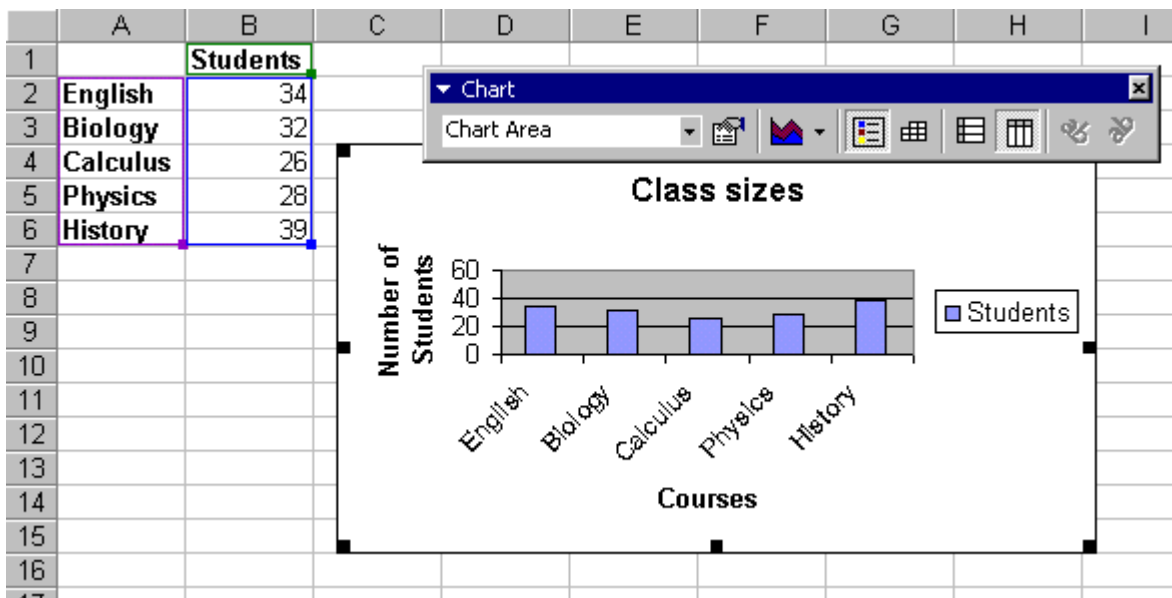 A B C D E F G H I
1 Students
2 English 34
3 Biology 32
4 Calculus 26
5 Physics 28
6 History 39
7
8
9
10
11
12
13
14
15
16
17
Chart
Chart Area
Class sizes
Number of
Students
60
40
20
0
English Biology Calculus Physics History
Courses
Students